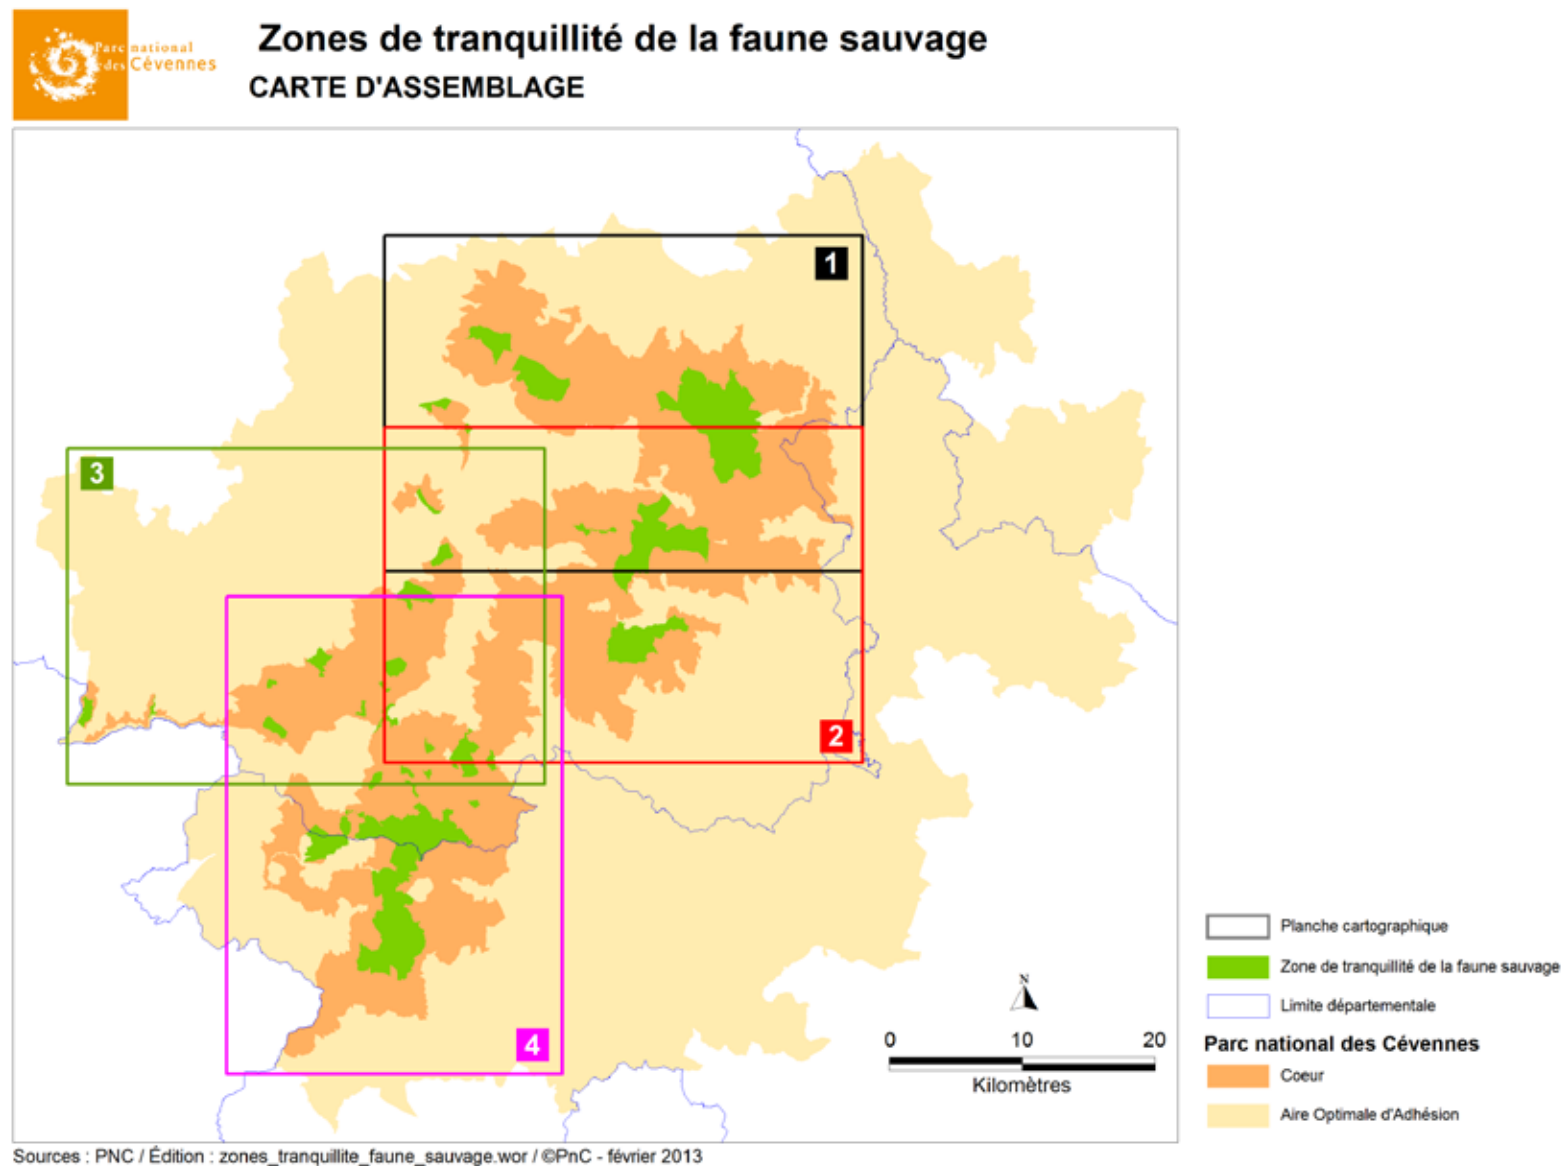 Parc national
des Cévennes
Zones de tranquillité de la faune sauvage
CARTE D'ASSEMBLAGE
1
3
2
4
Planche cartographique
Zone de tranquillité de la faune sauvage
Limite départementale
Parc national des Cévennes
Coeur
Aire Optimale d'Adhésion
N
0 10 20
Kilomètres
Sources : PNC / Édition : zones_tranquillite_faune_sauvage.wor / ©PnC - février 2013